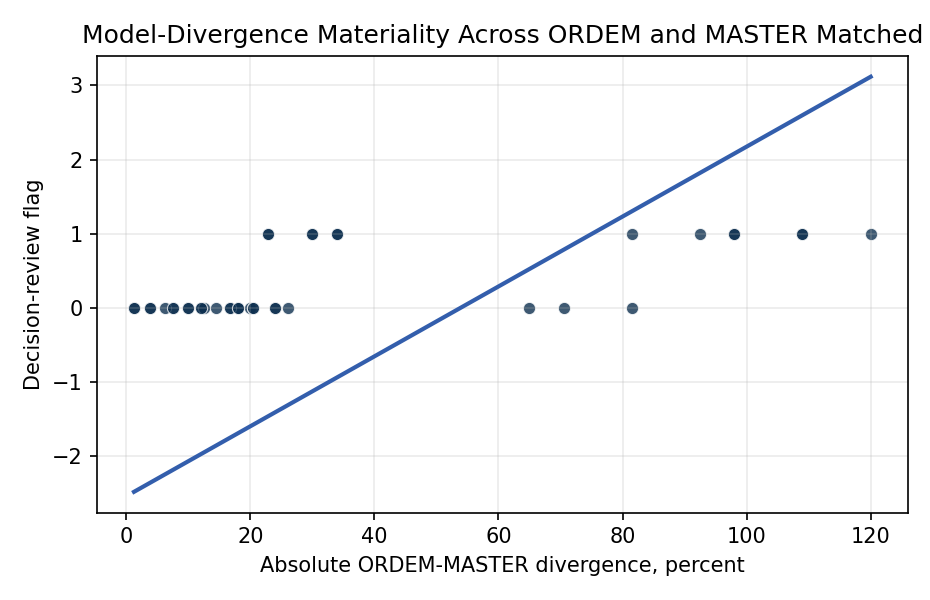 Model-Divergence Materiality Across ORDEM and MASTER Matched
3
2
1
0
−1
−2
Decision-review flag
0 20 40 60 80 100 120
Absolute ORDEM-MASTER divergence, percent